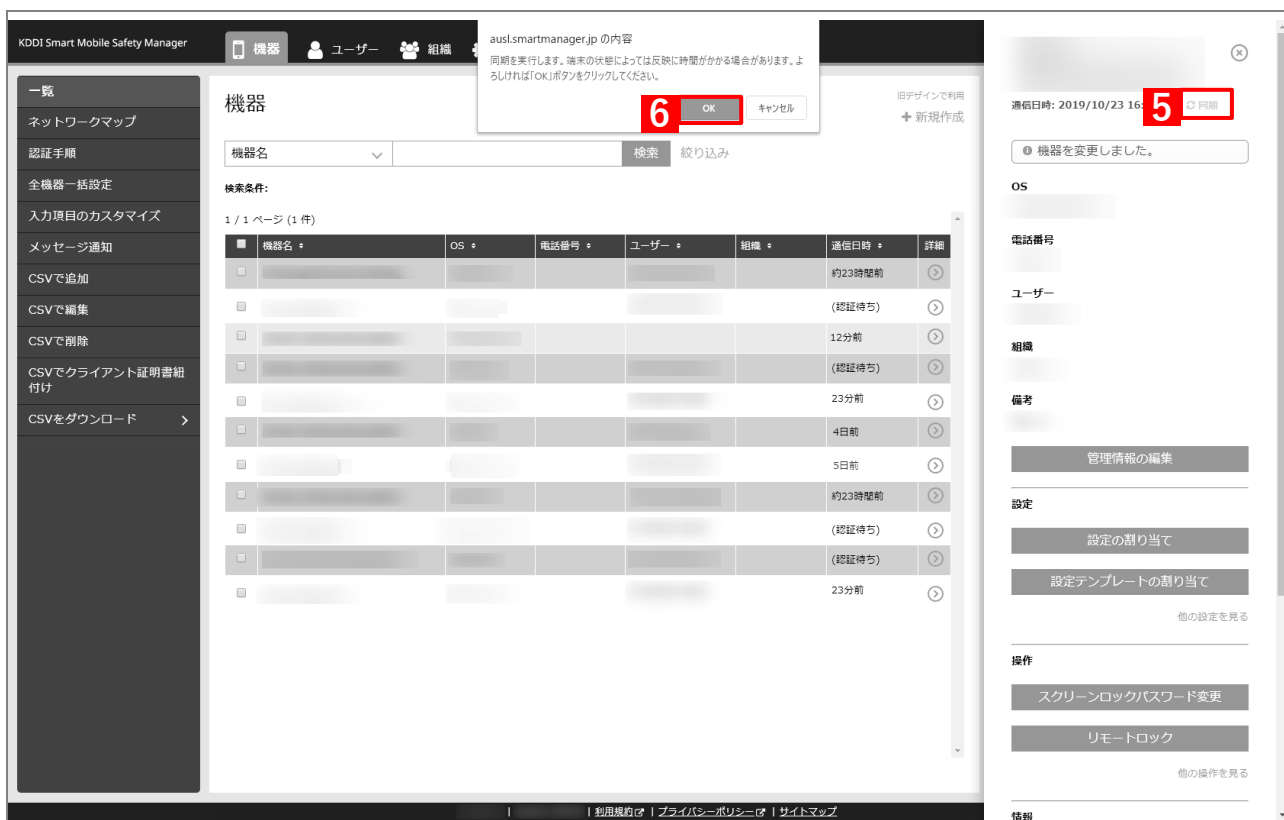 KDDI Smart Mobile Safety Manager
機器
ユーザー
組織
ausl.smartmanager.jp の内容
同期を実行します。端末の状態によっては反映に時間がかかる場合があります。よ
ろしければ「OK」ボタンをクリックしてください。
6
OK
キャンセル
一覧
ネットワークマップ
認証手順
全機器一括設定
入力項目のカスタマイズ
メッセージ通知
CSVで追加
CSVで編集
CSVで削除
CSVでクライアント証明書紐
付け
CSVをダウンロード
機器
旧デザインで利用
新規作成
機器名
検索
絞り込み
検索条件:
1 / 1 ページ (1 件)
機器名 OS 電話番号 ユーザー 組織 通信日時 詳細
約23時間前
(認証待ち)
12分前
(認証待ち)
23分前
4日前
5日前
約23時間前
(認証待ち)
(認証待ち)
23分前
通信日時: 2019/10/23 16:
5
同期
機器を変更しました。
OS
電話番号
ユーザー
組織
備考
管理情報の編集
設定
設定の割り当て
設定テンプレートの割り当て
他の設定を見る
操作
スクリーンロックパスワード変更
リモートロック
他の操作を見る
情報
| | 利用規約 | プライバシーポリシー | サイトマップ